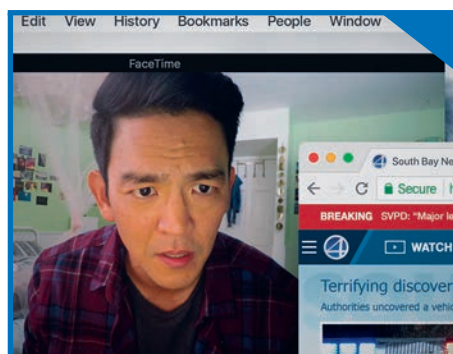 Edit View History Bookmarks People Window
FaceTime
South Bay Ne
Secure
BREAKING SVPD: "Major le
4 WATCH
Terrifying discover
Authorities uncovered a vehic